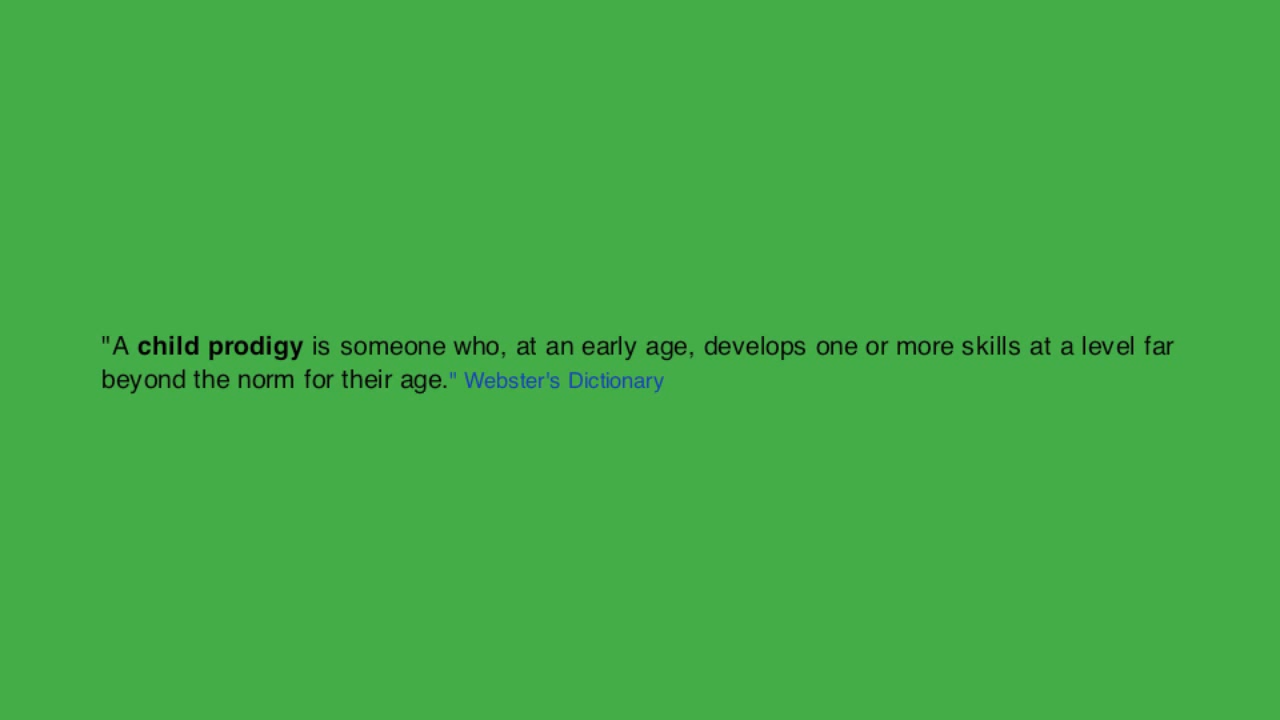 "A child prodigy is someone who, at an early age, develops one or more skills at a level far
beyond the norm for their age." Webster's Dictionary